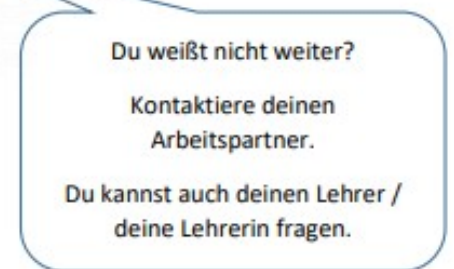 Du weißt nicht weiter?
Kontaktiere deinen
Arbeitspartner.
Du kannst auch deinen Lehrer /
deine Lehrerin fragen.